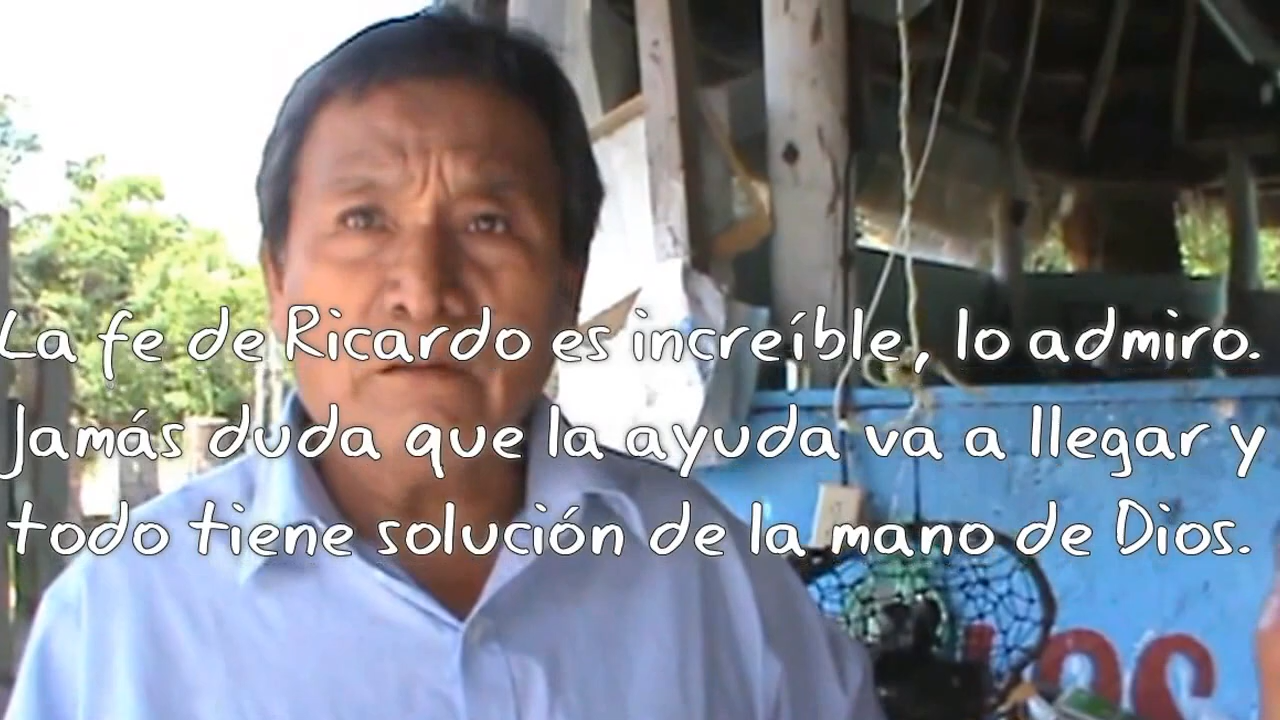 La fe de Ricardo es increíble, lo admiro.
Jamás duda que la ayuda va a llegar y
todo tiene solución de la mano de Dios.